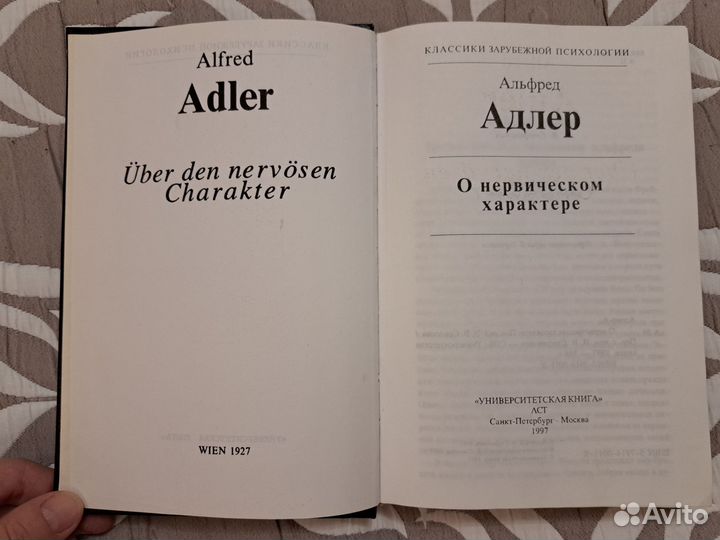 Alfred
Adler
Über den nervösen
Charakter
WIEN 1927
КЛАССИКИ ЗАРУБЕЖНОЙ ПСИХОЛОГИИ
Альфред
Адлер
О нервическом
характере
«УНИВЕРСИТЕТСКАЯ КНИГА»
АСТ
Санкт-Петербург - Москва
1997
Avito